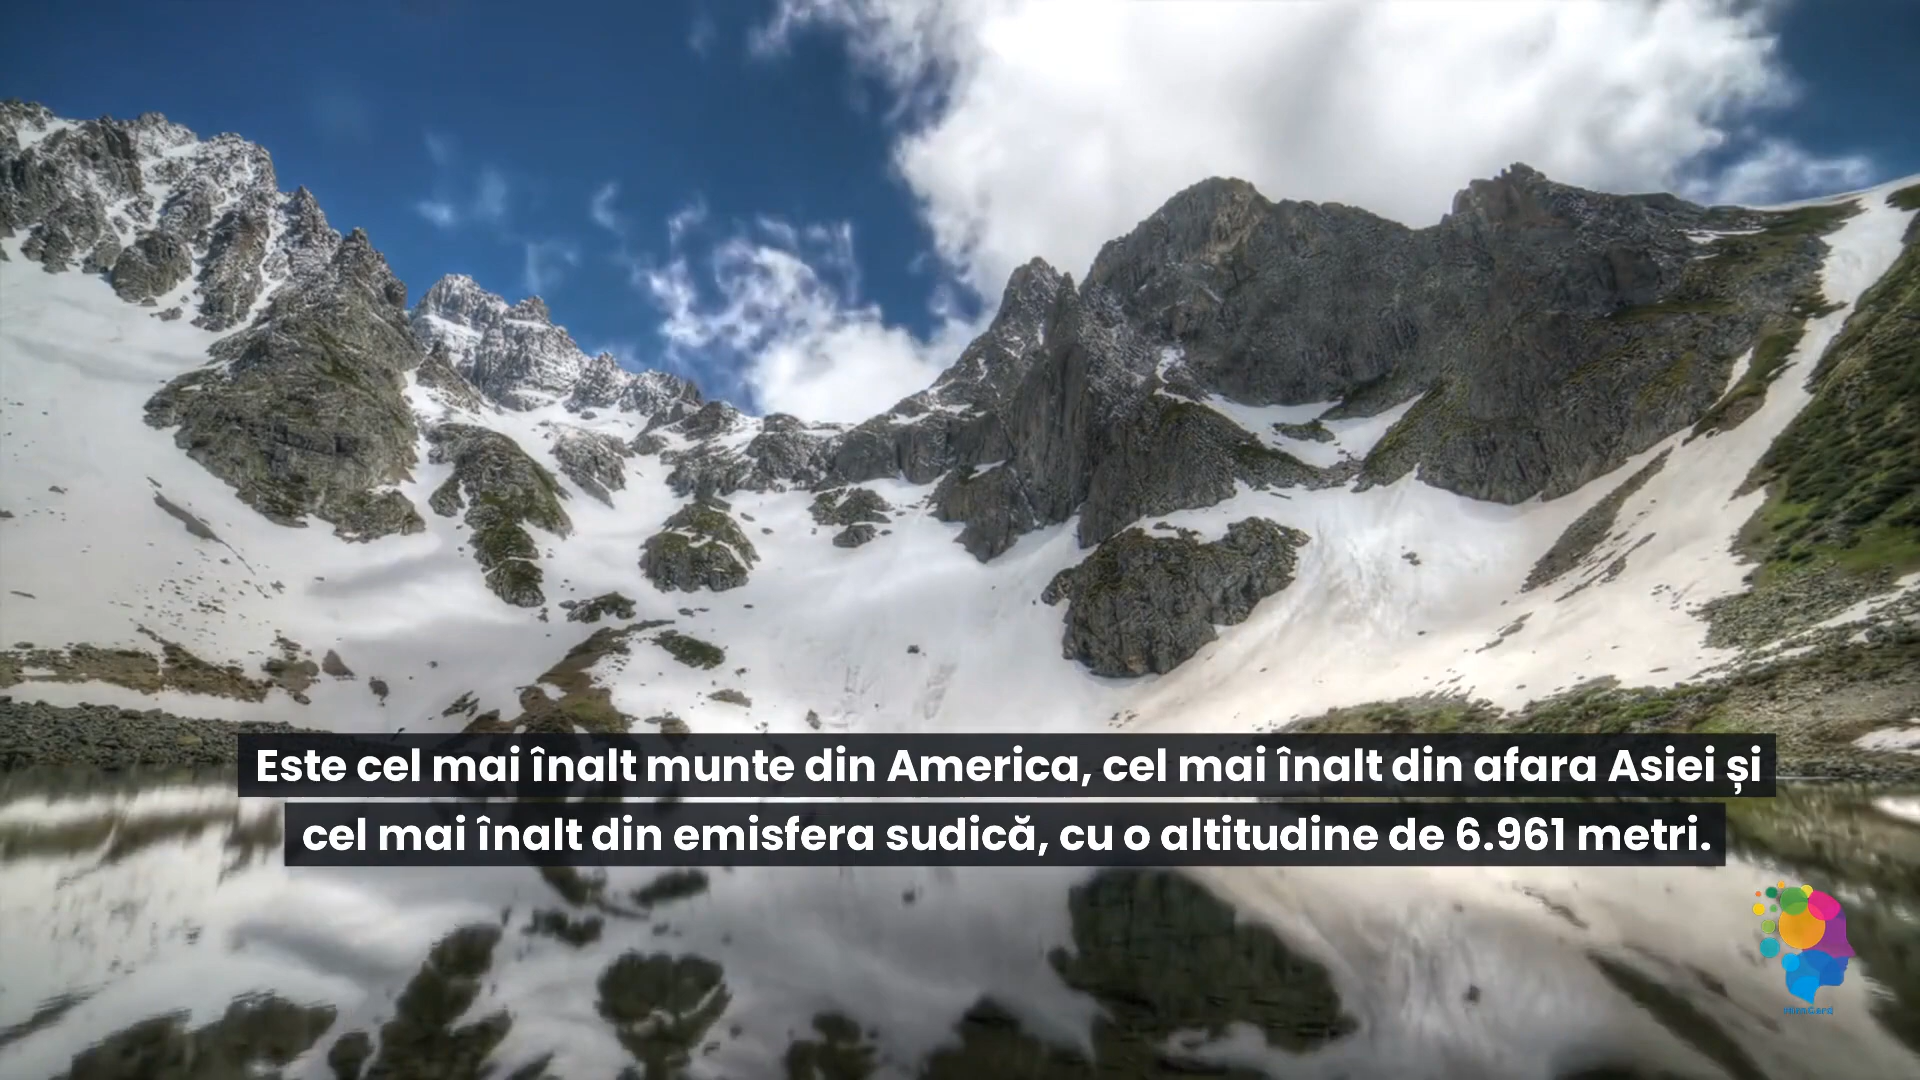 Este cel mai înalt munte din America, cel mai înalt din afara Asiei și
cel mai înalt din emisfera sudică, cu o altitudine de 6.961 metri.